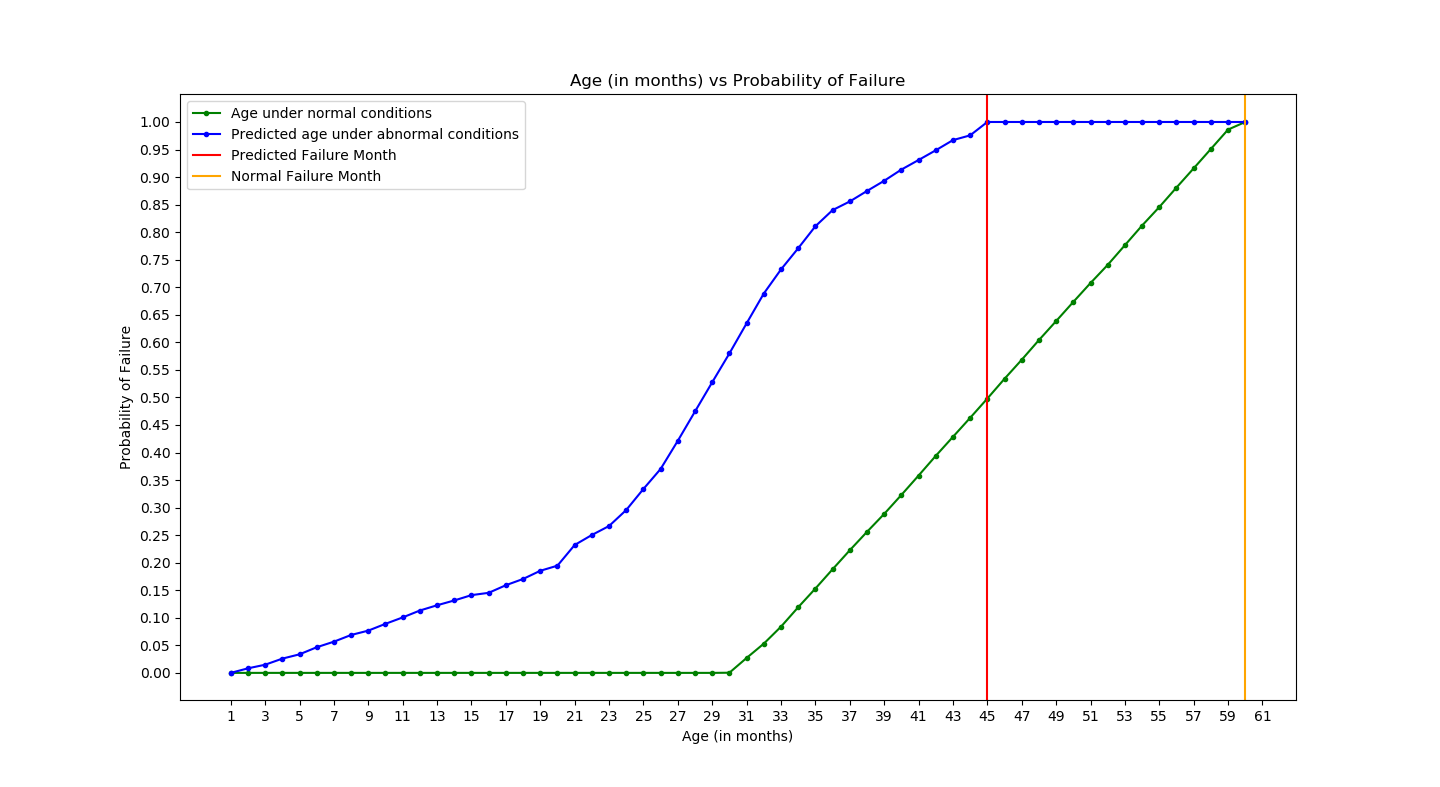 Age (in months) vs Probability of Failure
Age under normal conditions
Predicted age under abnormal conditions
Predicted Failure Month
Normal Failure Month
1.00
0.95
0.90
0.85
0.80
0.75
0.70
0.65
0.60
0.55
0.50
0.45
0.40
0.35
0.30
0.25
0.20
0.15
0.10
0.05
0.00
Probability of Failure
1 3 5 7 9 11 13 15 17 19 21 23 25 27 29 31 33 35 37 39 41 43 45 47 49 51 53 55 57 59 61
Age (in months)